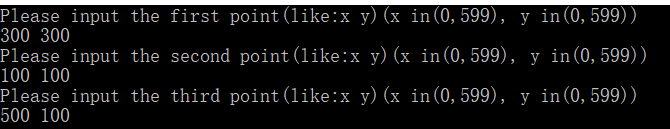 Please input the first point(like:x y)(x in(0,599), y in(0,599))
300 300
Please input the second point(like:x y)(x in(0,599), y in(0,599))
100 100
Please input the third point(like:x y)(x in(0,599), y in(0,599))
500 100